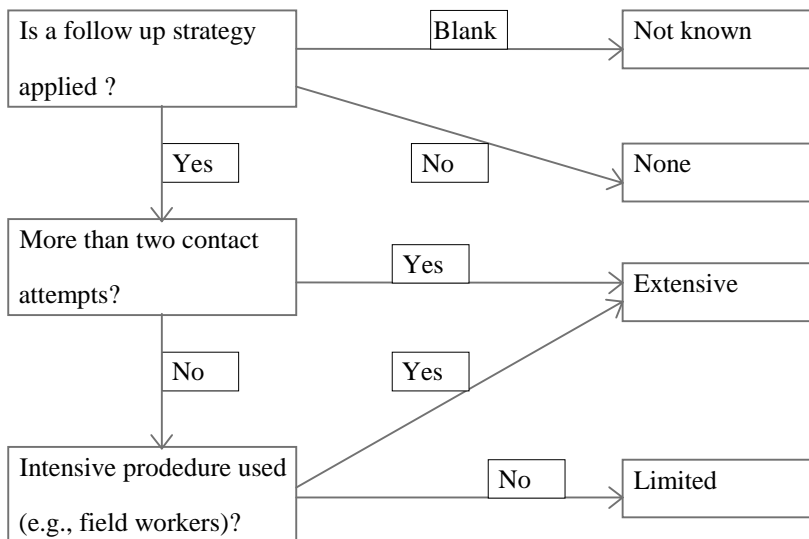 Is a follow up strategy
applied ?
Blank
Not known
Yes
No
None
More than two contact
attempts?
Yes
Extensive
No
Yes
Intensive prodedure used
(e.g., field workers)?
No
Limited